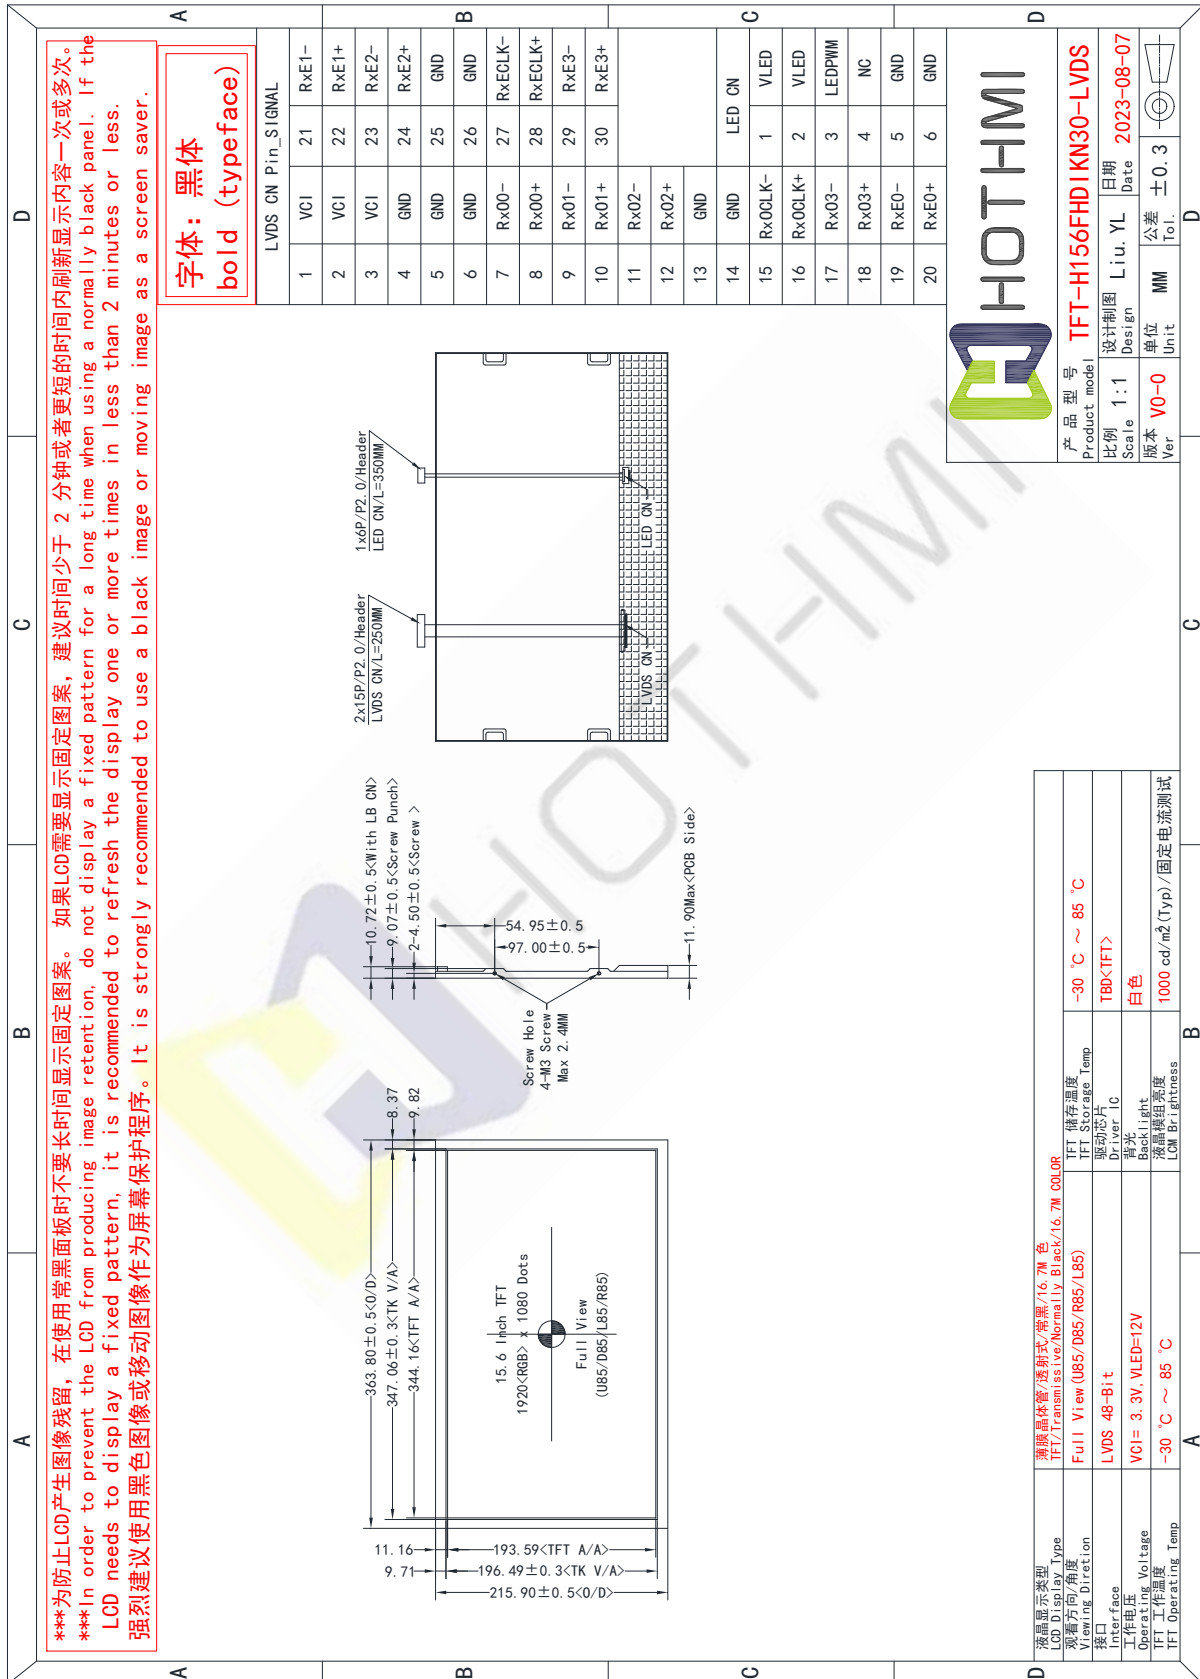 ***为防止LCD产生图像残留，在使用常黑面板时不要长时间显示固定图案。 如果LCD需要显示固定图案，建议时间少于 2 分钟或者更短的时间内刷新显示内容一次或多次。
***In order to prevent the LCD from producing image retention, do not display a fixed pattern for a long time when using a normally black panel. If the
LCD needs to display a fixed pattern, it is recommended to refresh the display one or more times in less than 2 minutes or less.
强烈建议使用黑色图像或移动图像作为屏幕保护程序。It is strongly recommended to use a black image or moving image as a screen saver.
字体：黑体
bold (typeface)
A B C D
A B C D
A B C D
A B C D
LVDS CN Pin_SIGNAL
1 VCI 21 RxE1-
2 VCI 22 RxE1+
3 VCI 23 RxE2-
4 GND 24 RxE2+
5 GND 25 GND
6 GND 26 GND
7 RxO0- 27 RxECLK-
8 RxO0+ 28 RxECLK+
9 RxO1- 29 RxE3-
10 RxO1+ 30 RxE3+
11 RxO2-
12 RxO2+
13 GND
14 GND LED CN
15 RxOCLK- 1 VLED
16 RxOCLK+ 2 VLED
17 RxO3- 3 LEDPWM
18 RxO3+ 4 NC
19 RxE0- 5 GND
20 RxE0+ 6 GND
363.80±0.5<O/D>
347.06±0.3<TK V/A>
344.16<TFT A/A>
8.37
9.82
11.16
9.71
193.59<TFT A/A>
196.49±0.3<TK V/A>
215.90±0.5<O/D>
15.6 Inch TFT
1920<RGB> x 1080 Dots
Full View
(U85/D85/L85/R85)
10.72±0.5<With LB CN>
9.07±0.5<Screw Punch>
2-4.50±0.5<Screw >
54.95±0.5
97.00±0.5
11.90Max<PCB Side>
Screw Hole
4-M3 Screw
Max 2.4MM
2x15P/P2.0/Header
LVDS CN/L=250MM
1x6P/P2.0/Header
LED CN/L=350MM
LVDS CN
LED CN
HOTHMI
液晶显示类型
LCD Display Type
薄膜晶体管/透射式/常黑/16.7M 色
TFT/Transmissive/Normally Black/16.7M COLOR
观看方向/角度
Viewing Diretion
Full View(U85/D85/R85/L85)
TFT 储存温度
TFT Storage Temp
-30 ℃ ～ 85 ℃
接口
Interface
LVDS 48-Bit
驱动芯片
Driver IC
TBD<TFT>
工作电压
Operating Voltage
VCI= 3.3V,VLED=12V
背光
Backlight
白色
TFT 工作温度
TFT Operating Temp
-30 ℃ ～ 85 ℃
液晶模组亮度
LCM Brightness
1000 cd/m2(Typ)/固定电流测试
HOTHMI
产 品 型 号
Product model
TFT-H156FHDIKN30-LVDS
比例
Scale
1:1
设计制图
Design
Liu. YL
日期
Date
2023-08-07
版本
Ver
V0-0
单位
Unit
MM
公差
Tol.
±0.3